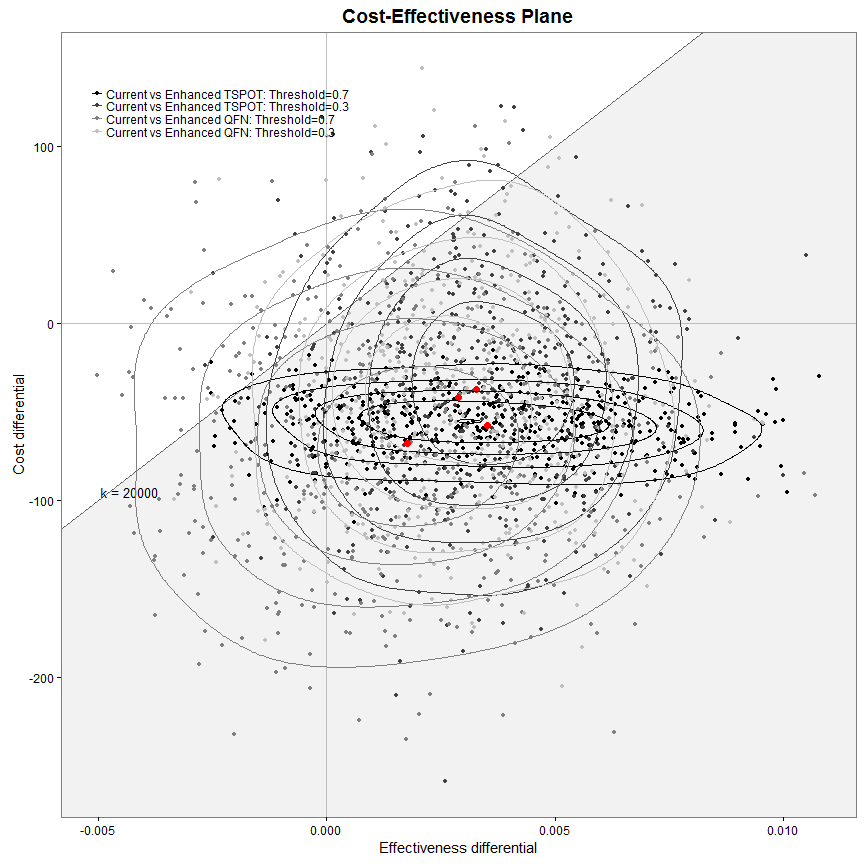 Cost-Effectiveness Plane
Current vs Enhanced TSPOT: Threshold=0.7
Current vs Enhanced TSPOT: Threshold=0.3
Current vs Enhanced QFN: Threshold=0.7
Current vs Enhanced QFN: Threshold=0.3
100
0
-100
-200
Cost differential
k = 20000
-0.005
0.000
0.005
0.010
Effectiveness differential